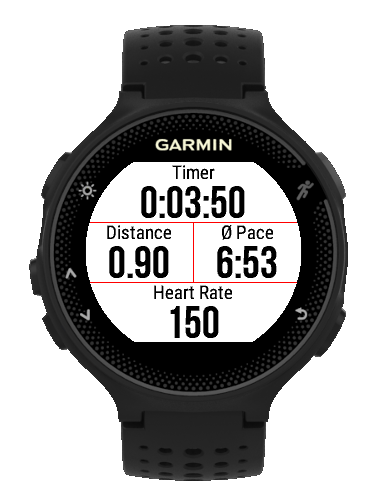 GARMIN
Timer
0:03:50
Distance Ø Pace
0.90 6:53
Heart Rate
150